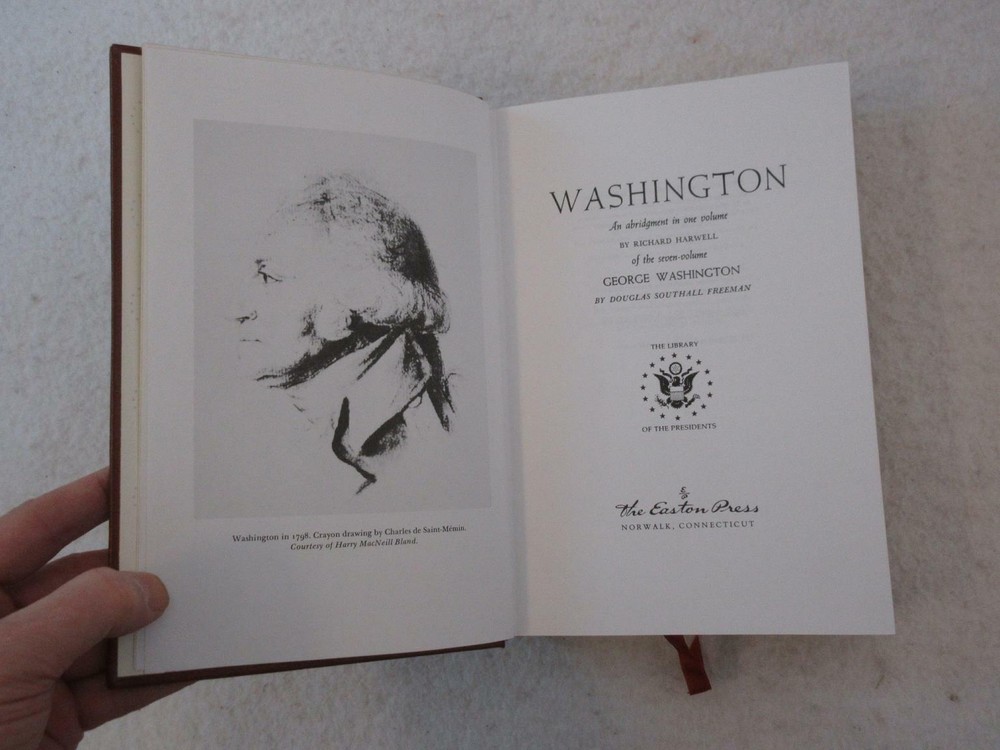 Washington in 1798. Crayon drawing by Charles de Saint-Mémin.
Courtesy of Harry MacNeill Bland.
WASHINGTON
An abridgment in one volume
BY RICHARD HARWELL
of the seven-volume
GEORGE WASHINGTON
BY DOUGLAS SOUTHALL FREEMAN
THE LIBRARY
OF THE PRESIDENTS
The Easton Press
NORWALK, CONNECTICUT